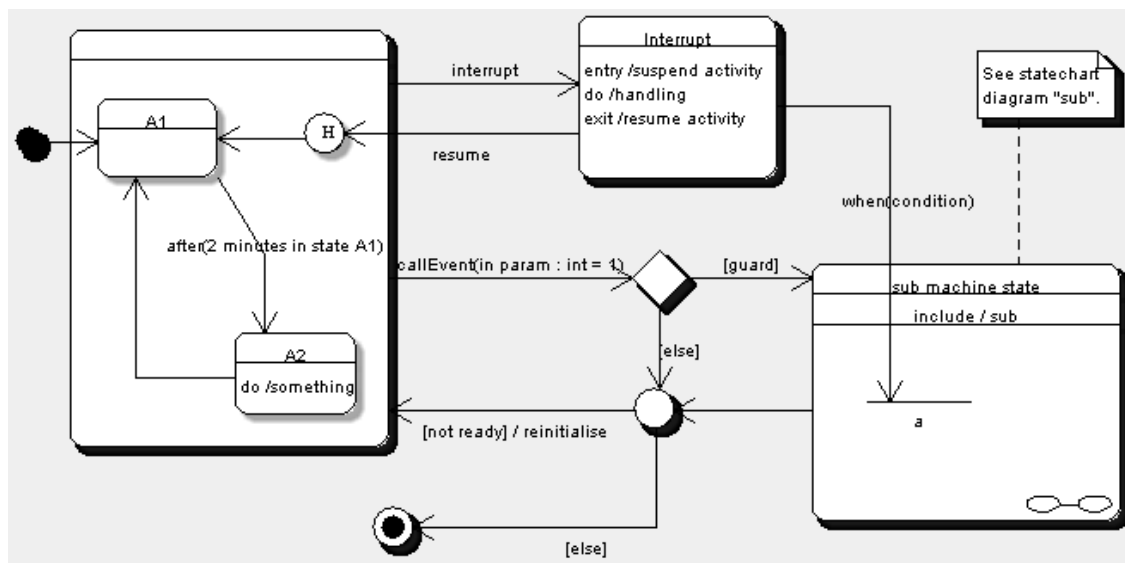 Interrupt
entry /suspend activity
do /handling
exit /resume activity
interrupt
See statechart
diagram "sub".
A1
H
resume
when(condition)
after(2 minutes in state A1)
callEvent(in param : int = 1)
[guard]
sub machine state
include / sub
[else]
A2
do /something
a
[not ready] / reinitialise
[else]